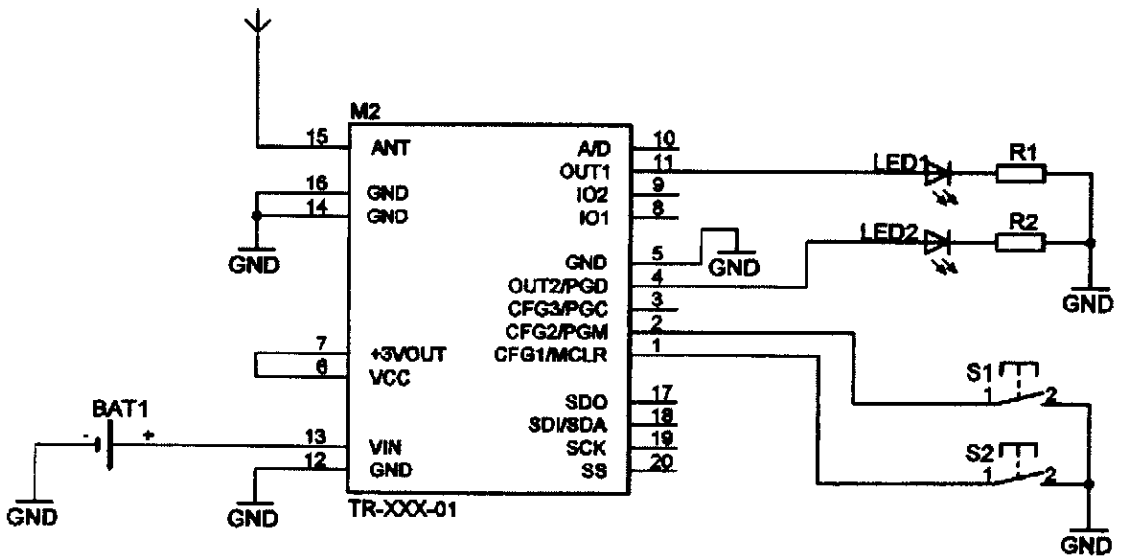 M2
15 ANT
16 GND
14 GND
GND
7 +3VOUT
6 VCC
BAT1
- +
13 VIN
12 GND
GND
GND
TR-XXX-01
A/D 10
OUT1 11
IO2 9
IO1 8
GND 5
GND
OUT2/PGD 4
CFG3/PGC 3
CFG2/PGM 2
CFG1/MCLR 1
SDO 17
SDI/SDA 18
SCK 19
SS 20
LED1 R1
LED2 R2
GND
S1
1 2
S2
1 2
GND